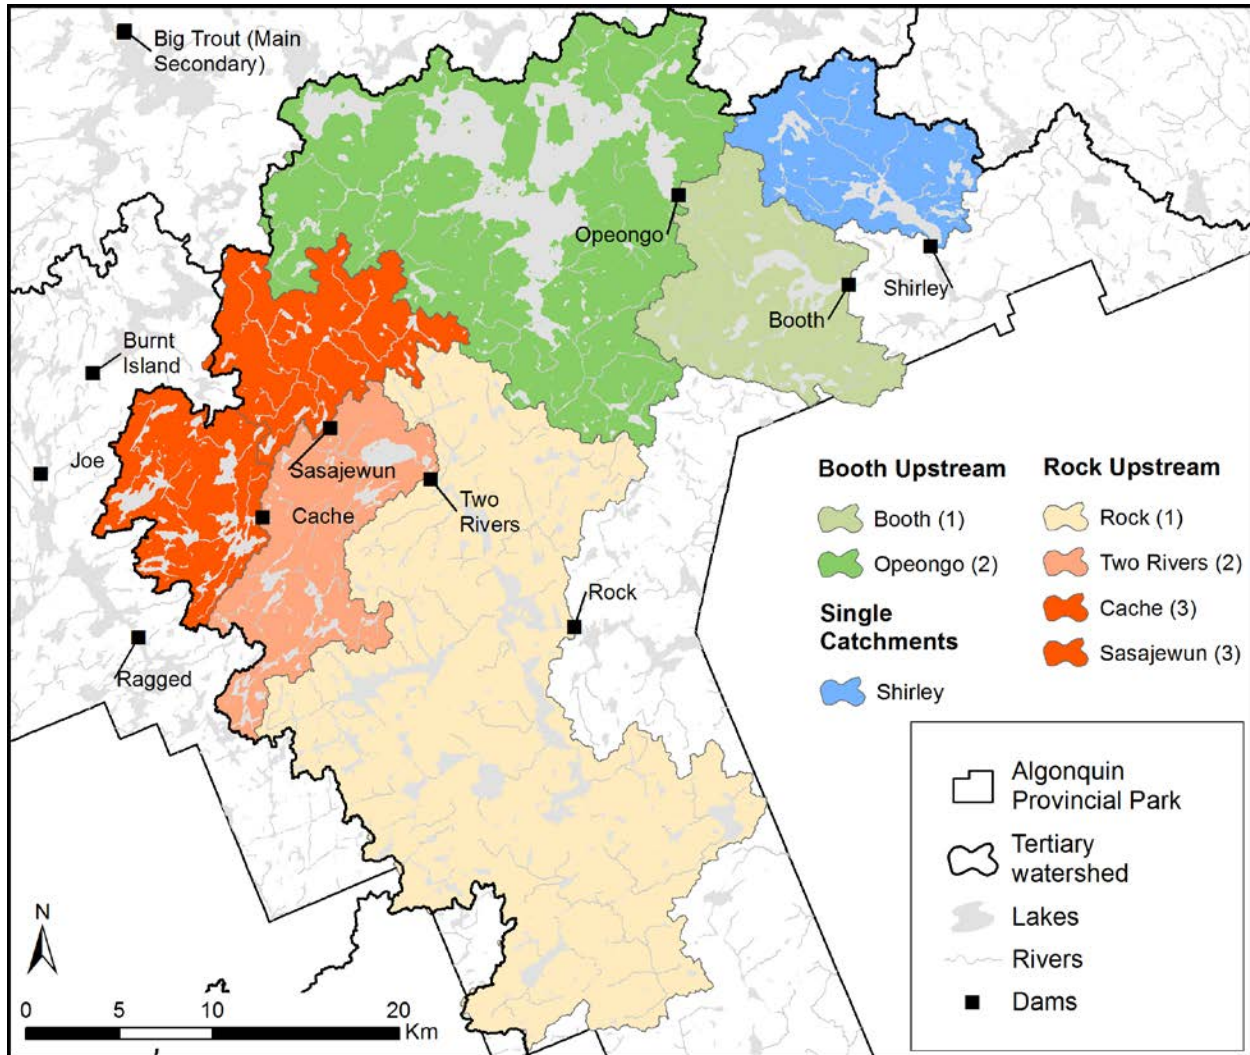 Big Trout (Main
Secondary)
Opeongo
Shirley
Booth
Burnt
Island
Joe
Sasajewun
Cache
Two
Rivers
Rock
Ragged
Booth Upstream
Booth (1)
Opeongo (2)
Single
Catchments
Shirley
Rock Upstream
Rock (1)
Two Rivers (2)
Cache (3)
Sasajewun (3)
Algonquin
Provincial Park
Tertiary
watershed
Lakes
Rivers
Dams
N
0 5 10 20
Km